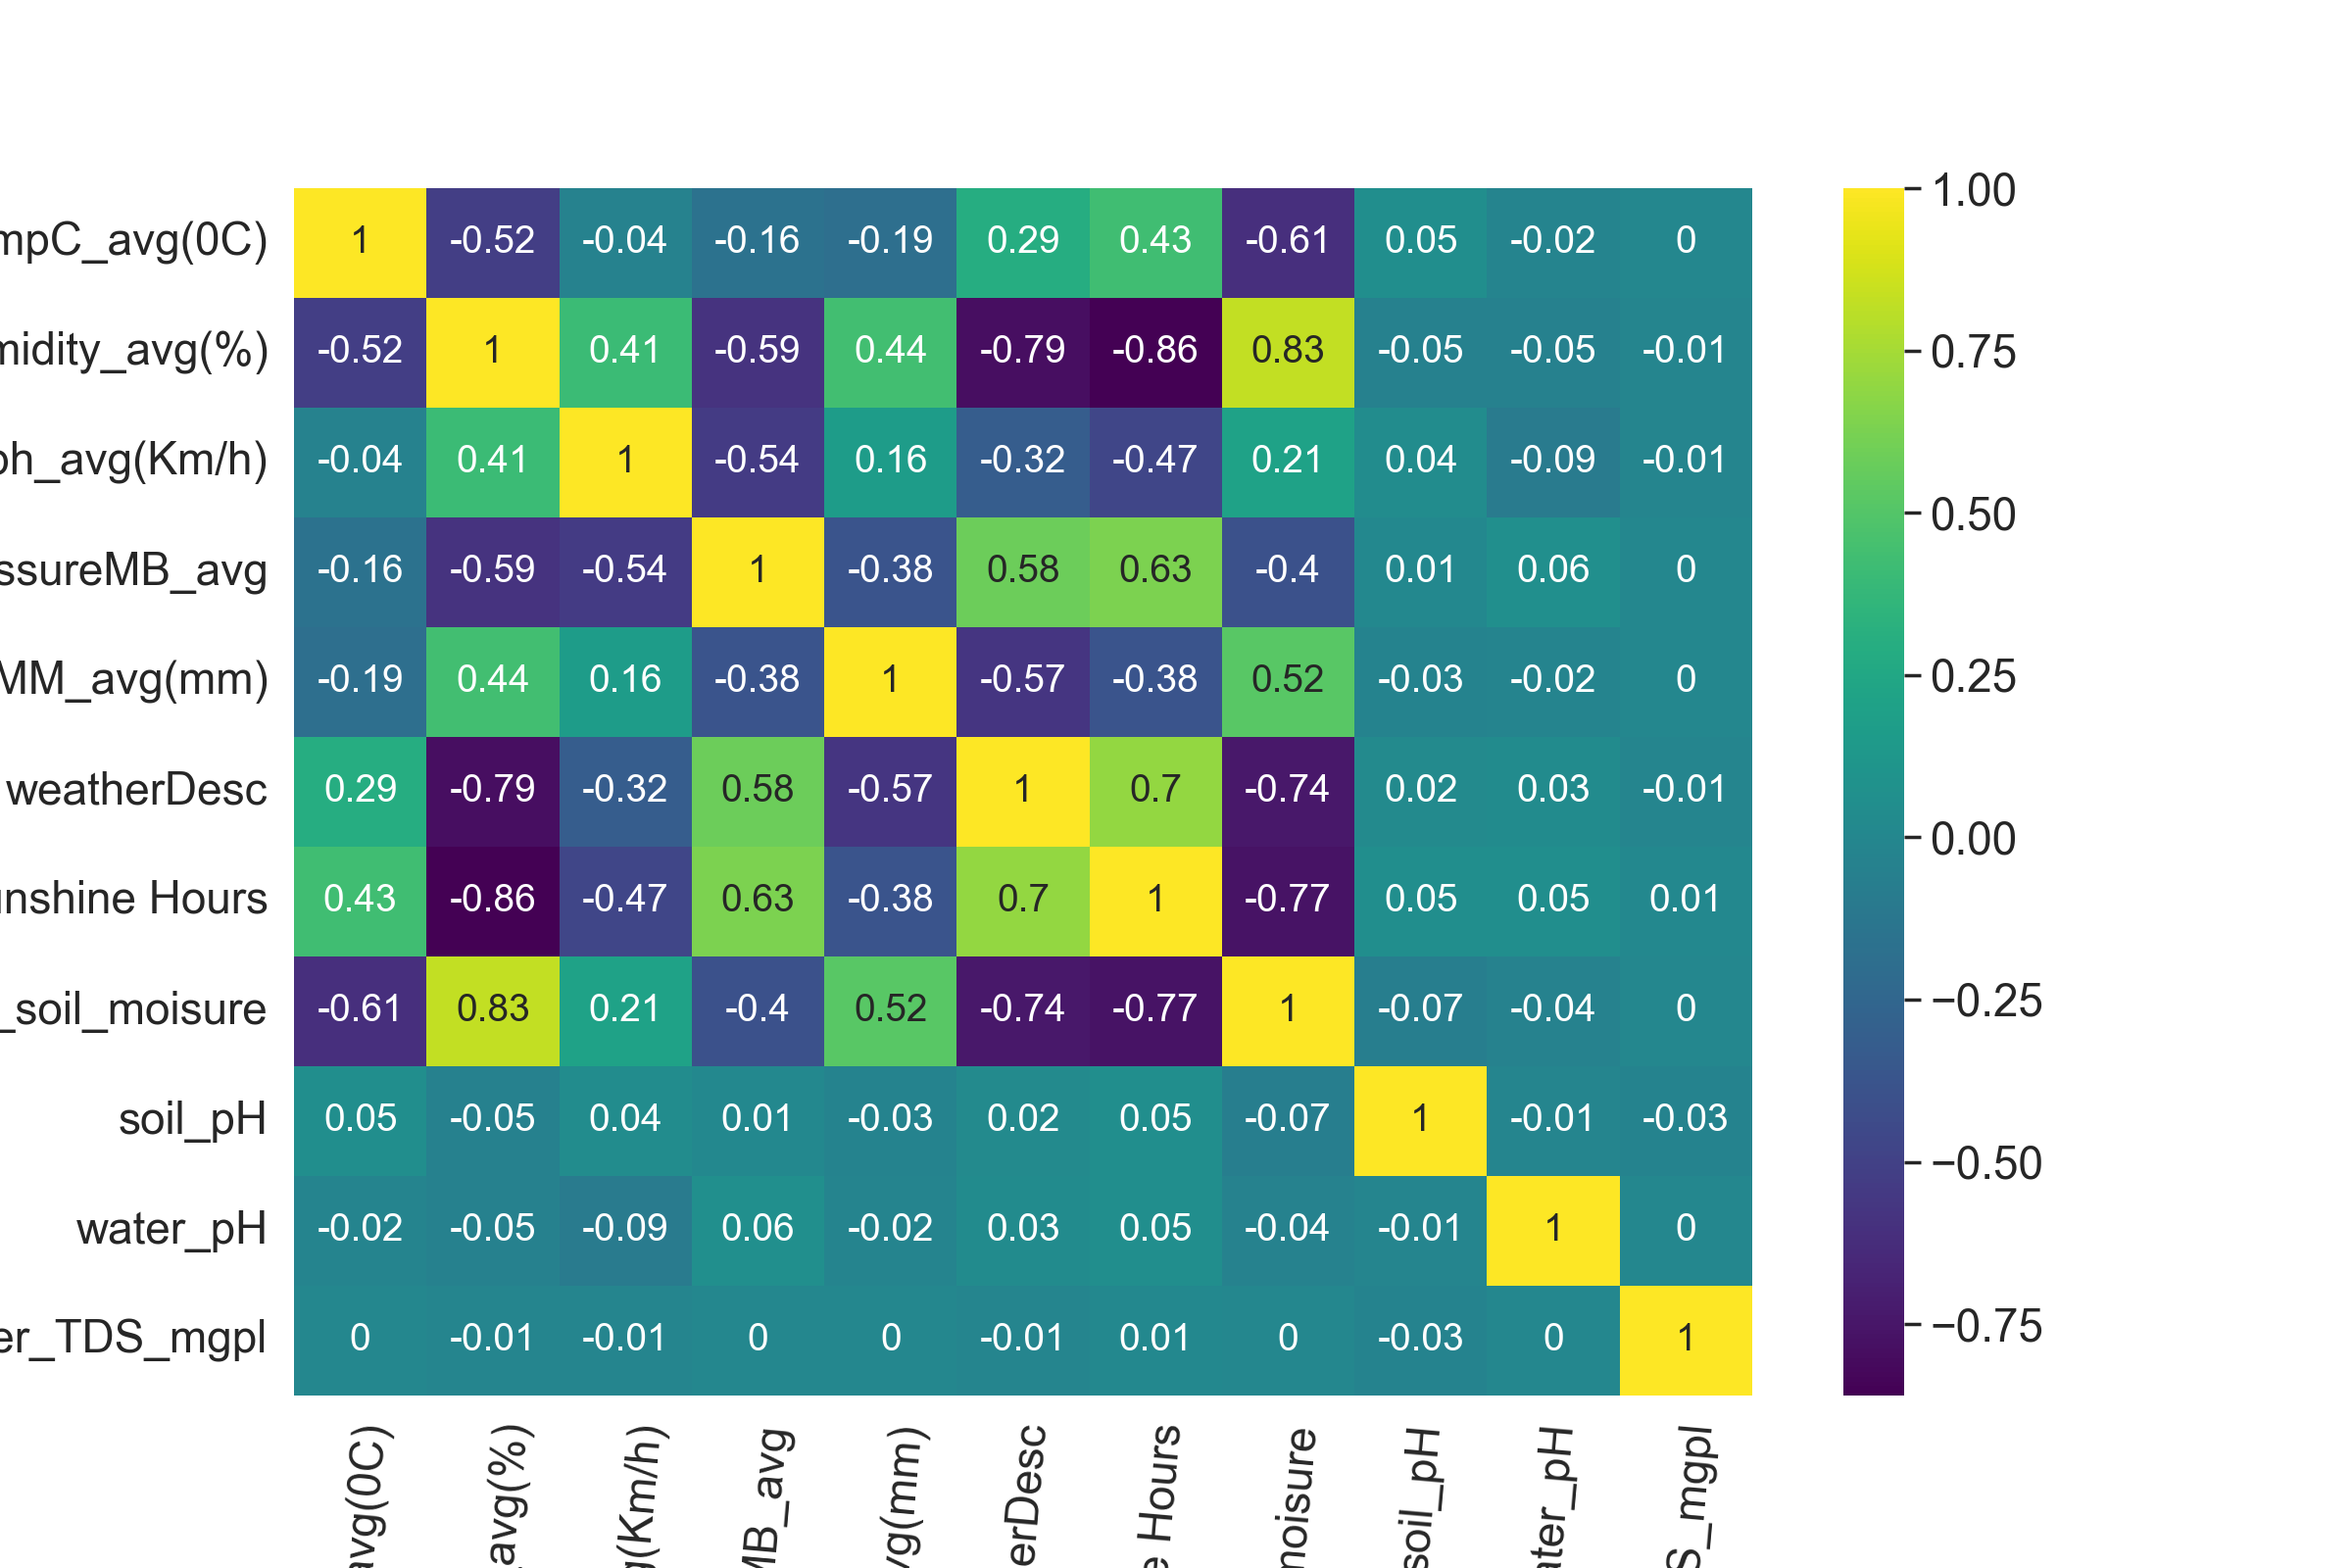 mpC_avg(0C) 1 -0.52 -0.04 -0.16 -0.19 0.29 0.43 -0.61 0.05 -0.02 0
midity_avg(%) -0.52 1 0.41 -0.59 0.44 -0.79 -0.86 0.83 -0.05 -0.05 -0.01
ph_avg(Km/h) -0.04 0.41 1 -0.54 0.16 -0.32 -0.47 0.21 0.04 -0.09 -0.01
ssureMB_avg -0.16 -0.59 -0.54 1 -0.38 0.58 0.63 -0.4 0.01 0.06 0
MM_avg(mm) -0.19 0.44 0.16 -0.38 1 -0.57 -0.38 0.52 -0.03 -0.02 0
weatherDesc 0.29 -0.79 -0.32 0.58 -0.57 1 0.7 -0.74 0.02 0.03 -0.01
unshine Hours 0.43 -0.86 -0.47 0.63 -0.38 0.7 1 -0.77 0.05 0.05 0.01
_soil_moisure -0.61 0.83 0.21 -0.4 0.52 -0.74 -0.77 1 -0.07 -0.04 0
soil_pH 0.05 -0.05 0.04 0.01 -0.03 0.02 0.05 -0.07 1 -0.01 -0.03
water_pH -0.02 -0.05 -0.09 0.06 -0.02 0.03 0.05 -0.04 -0.01 1 0
er_TDS_mgpl 0 -0.01 -0.01 0 0 -0.01 0.01 0 -0.03 0 1
avg(0C)
_avg(%)
g(Km/h)
MB_avg
vg(mm)
erDesc
e Hours
moisure
soil_pH
ater_pH
S_mgpl
1.00
0.75
0.50
0.25
0.00
−0.25
−0.50
−0.75